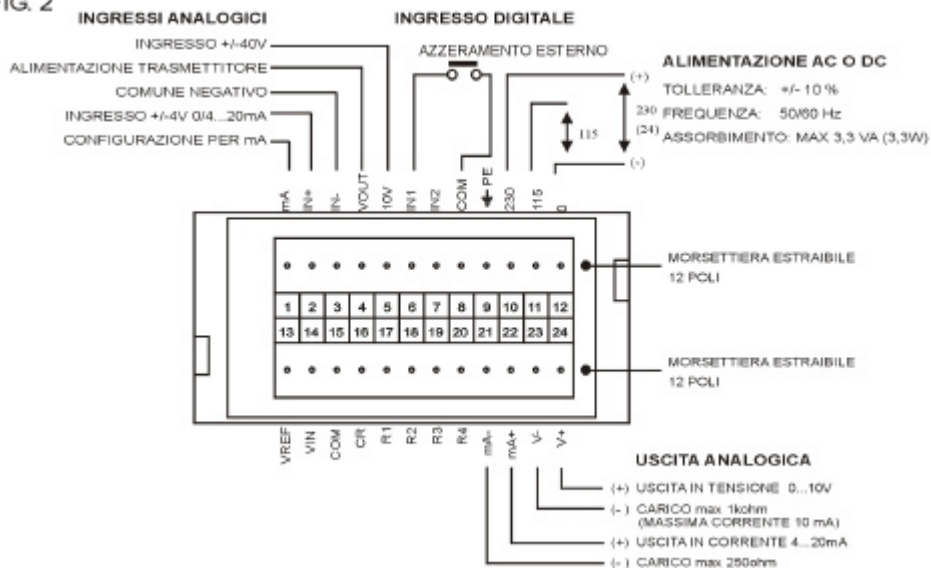 FIG. 2
INGRESSI ANALOGICI
INGRESSO +/-40V
ALIMENTAZIONE TRASMETTITORE
COMUNE NEGATIVO
INGRESSO +/-4V 0/4...20mA
CONFIGURAZIONE PER mA
INGRESSO DIGITALE
AZZERAMENTO ESTERNO
ALIMENTAZIONE AC O DC
(+)
TOLLERANZA: +/- 10 %
230 FREQUENZA: 50/60 Hz
(24) ASSORBIMENTO: MAX 3,3 VA (3,3W)
115
(-)
mA IN+ IN- VOUT 10V IN1 IN2 COM PE 230 115 0
MORSETTIERA ESTRAIBILE
12 POLI
1 2 3 4 5 6 7 8 9 10 11 12
13 14 15 16 17 18 19 20 21 22 23 24
MORSETTIERA ESTRAIBILE
12 POLI
VREF VIN COM CR R1 R2 R3 R4 mA- mA+ V- V+
USCITA ANALOGICA
(+) USCITA IN TENSIONE 0...10V
(-) CARICO max 1kohm
(MASSIMA CORRENTE 10 mA)
(+) USCITA IN CORRENTE 4...20mA
(-) CARICO max 250ohm